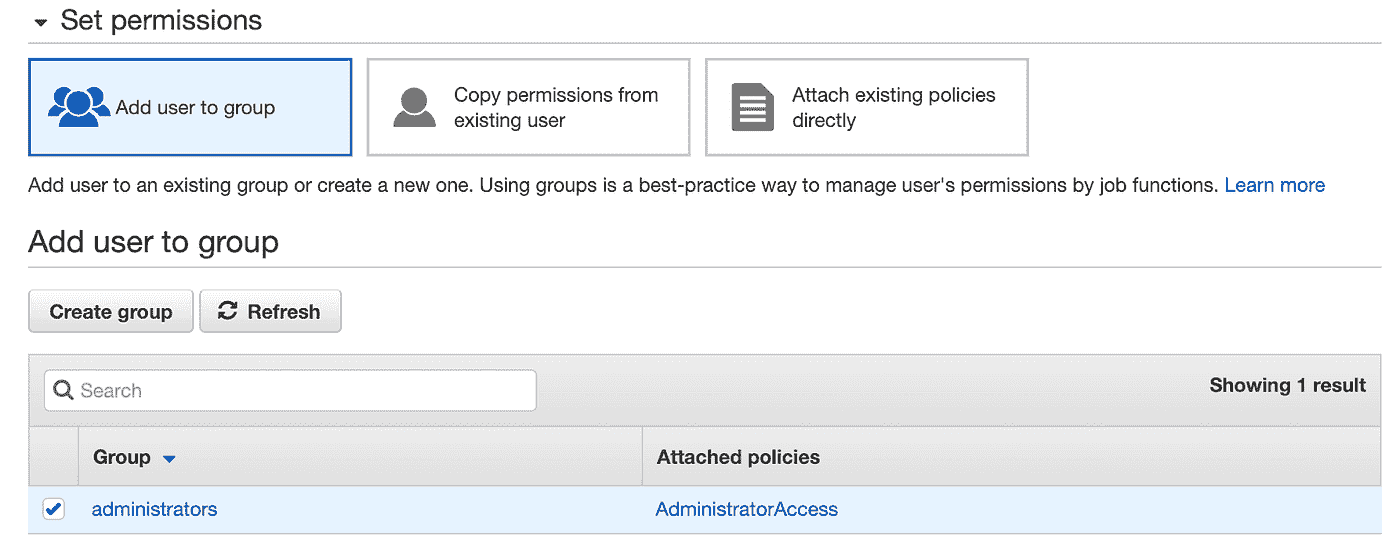 Set permissions
Add user to group
Copy permissions from
existing user
Attach existing policies
directly
Add user to an existing group or create a new one. Using groups is a best-practice way to manage user's permissions by job functions. Learn more
Add user to group
Create group
Refresh
Search
Showing 1 result
Group
Attached policies
administrators
AdministratorAccess